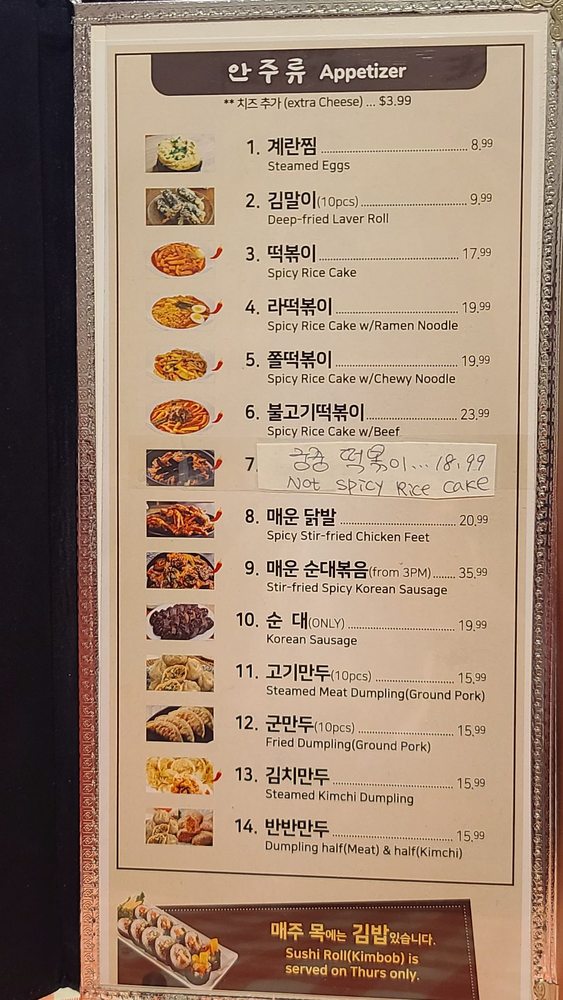 안주류 Appetizer
** 치즈 추가 (extra Cheese) ... $3.99
1. 계란찜 8.99
Steamed Eggs
2. 김말이(10pcs) 9.99
Deep-fried Laver Roll
3. 떡볶이 17.99
Spicy Rice Cake
4. 라떡볶이 19.99
Spicy Rice Cake w/Ramen Noodle
5. 쫄떡볶이 19.99
Spicy Rice Cake w/Chewy Noodle
6. 불고기떡볶이 23.99
Spicy Rice Cake w/Beef
7. 궁중 떡볶이... 18.99
Not spicy Rice cake
8. 매운 닭발 20.99
Spicy Stir-fried Chicken Feet
9. 매운 순대볶음(from 3PM) 35.99
Stir-fried Spicy Korean Sausage
10. 순 대(ONLY) 19.99
Korean Sausage
11. 고기만두(10pcs) 15.99
Steamed Meat Dumpling(Ground Pork)
12. 군만두(10pcs) 15.99
Fried Dumpling(Ground Pork)
13. 김치만두 15.99
Steamed Kimchi Dumpling
14. 반반만두 15.99
Dumpling half(Meat) & half(Kimchi)
매주 목에는 김밥있습니다.
Sushi Roll(Kimbob) is
served on Thurs only.